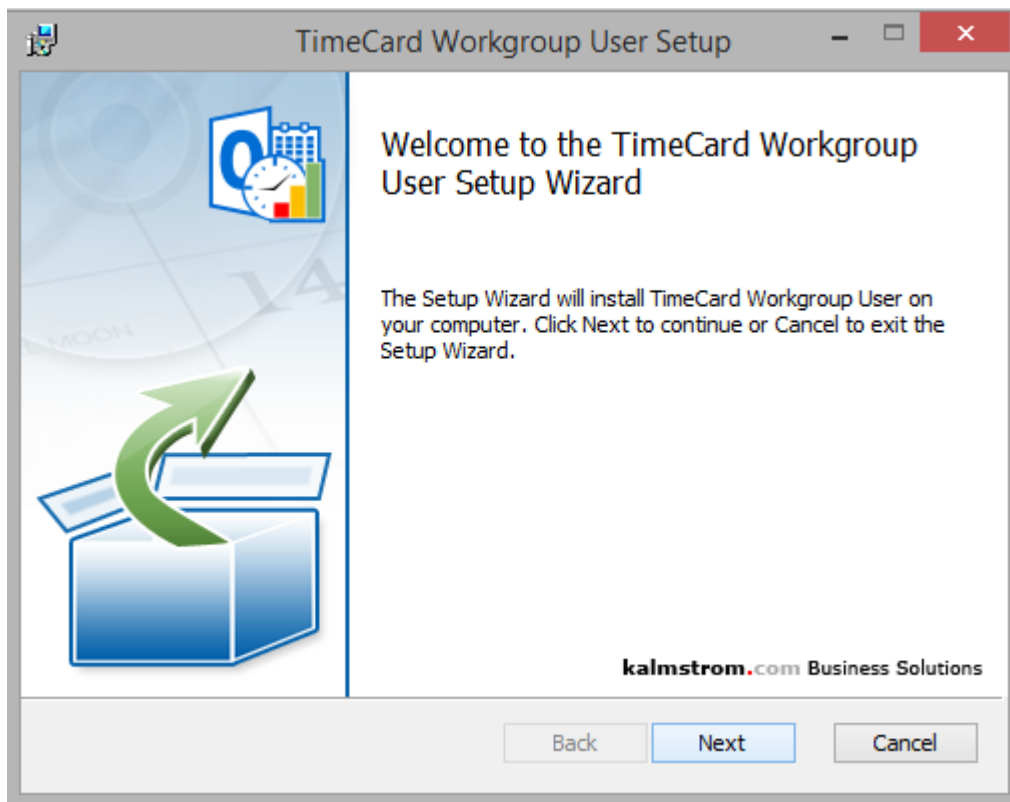 TimeCard Workgroup User Setup
O
Welcome to the TimeCard Workgroup
User Setup Wizard
14
MOON
The Setup Wizard will install TimeCard Workgroup User on
your computer. Click Next to continue or Cancel to exit the
Setup Wizard.
kalmstrom.com Business Solutions
Back Next Cancel